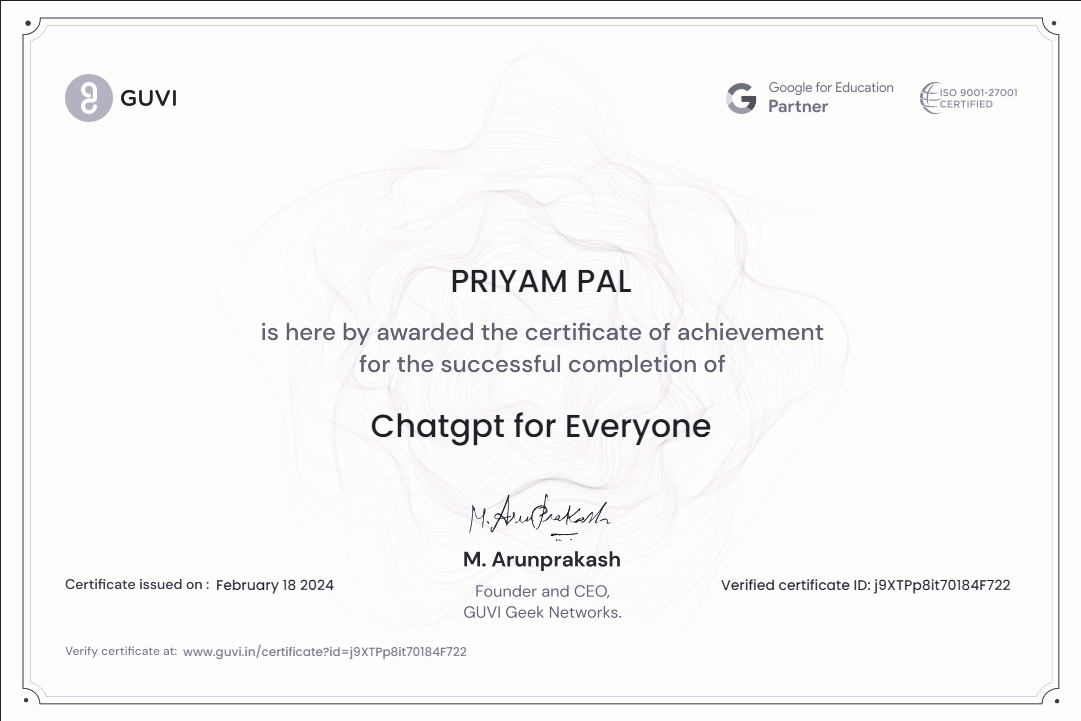 GUVI
Google for Education
Partner
ISO 9001-27001
CERTIFIED
PRIYAM PAL
is here by awarded the certificate of achievement
for the successful completion of
Chatgpt for Everyone
M. Arunprakash
M. Arunprakash
Founder and CEO,
GUVI Geek Networks.
Certificate issued on : February 18 2024
Verified certificate ID: j9XTPp8it70184F722
Verify certificate at: www.guvi.in/certificate?id=j9XTPp8it70184F722